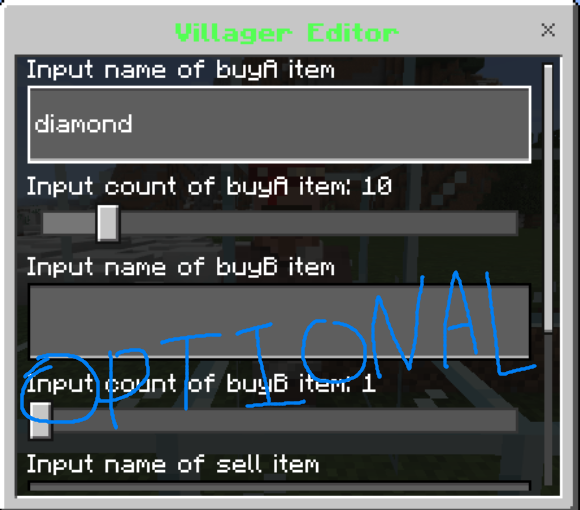 Villager Editor
Input name of buyA item
diamond
Input count of buyA item: 10
Input name of buyB item
OPTIONAL
Input count of buyB item: 1
Input name of sell item